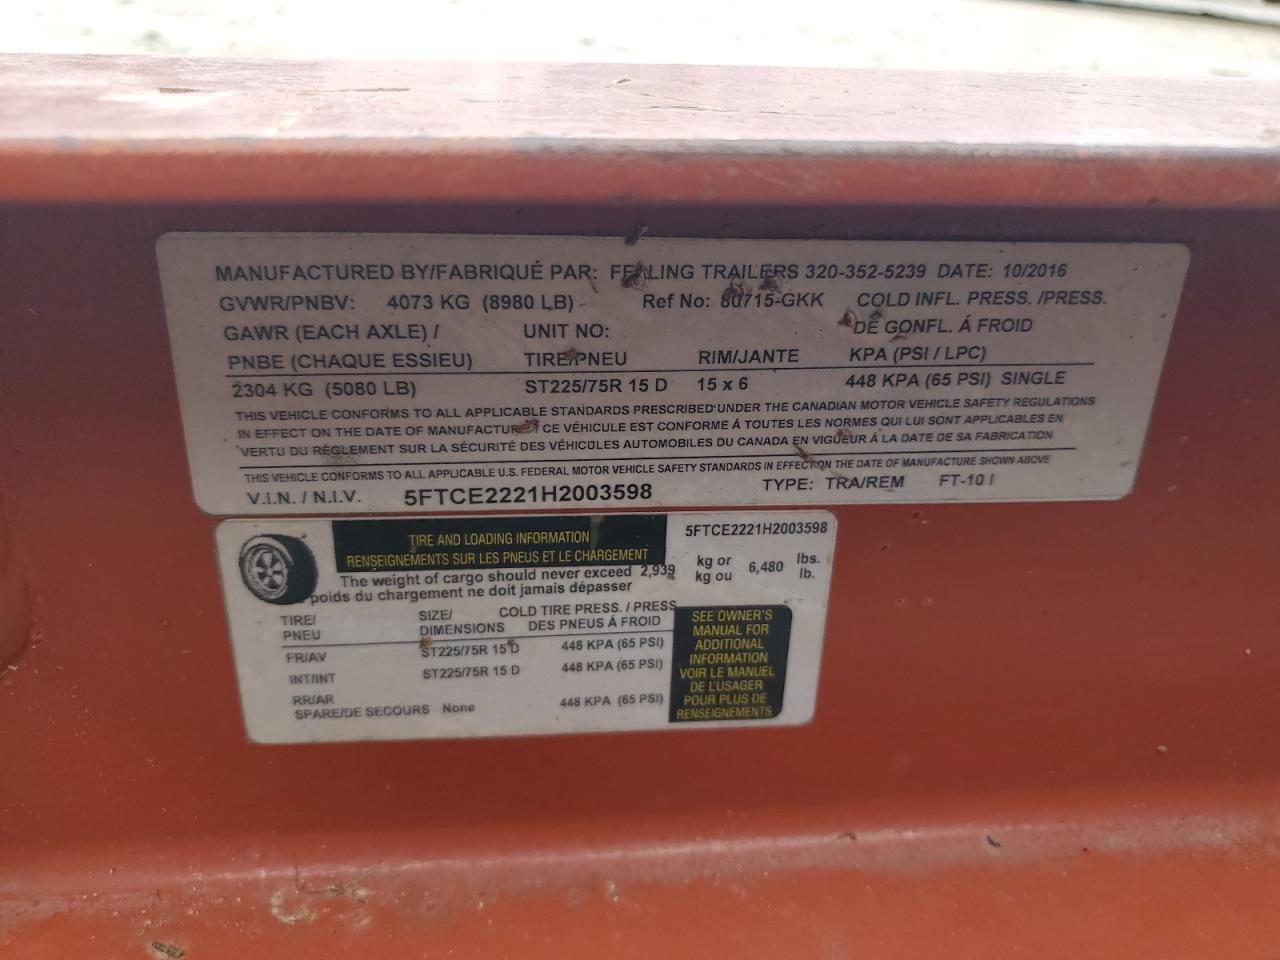 MANUFACTURED BY/FABRIQUÉ PAR: FELLING TRAILERS 320-352-5239 DATE: 10/2016
GVWR/PNBV: 4073 KG (8980 LB) Ref No: 80715-GKK COLD INFL. PRESS. /PRESS.
GAWR (EACH AXLE) / UNIT NO: DE GONFL. Á FROID
PNBE (CHAQUE ESSIEU) TIRE/PNEU RIM/JANTE KPA (PSI / LPC)
2304 KG (5080 LB) ST225/75R 15 D 15 x 6 448 KPA (65 PSI) SINGLE
THIS VEHICLE CONFORMS TO ALL APPLICABLE STANDARDS PRESCRIBED UNDER THE CANADIAN MOTOR VEHICLE SAFETY REGULATIONS
IN EFFECT ON THE DATE OF MANUFACTURE CE VÉHICULE EST CONFORME Á TOUTES LES NORMES QUI LUI SONT APPLICABLES EN
VERTU DU RÉGLEMENT SUR LA SÉCURITÉ DES VÉHICULES AUTOMOBILES DU CANADA EN VIGUEUR Á LA DATE DE SA FABRICATION
THIS VEHICLE CONFORMS TO ALL APPLICABLE U.S. FEDERAL MOTOR VEHICLE SAFETY STANDARDS IN EFFECT ON THE DATE OF MANUFACTURE SHOWN ABOVE
V.I.N. / N.I.V. 5FTCE2221H2003598 TYPE: TRA/REM FT-10 I
TIRE AND LOADING INFORMATION 5FTCE2221H2003598
RENSEIGNEMENTS SUR LES PNEUS ET LE CHARGEMENT
The weight of cargo should never exceed 2,939 kg or 6,480 lbs.
poids du chargement ne doit jamais dépasser kg ou lb.
TIRE/ SIZE/ COLD TIRE PRESS. / PRESS
PNEU DIMENSIONS DES PNEUS Á FROID
FR/AV ST225/75R 15 D 448 KPA (65 PSI)
INT/INT ST225/75R 15 D 448 KPA (65 PSI)
RR/AR 448 KPA (65 PSI)
SPARE/DE SECOURS None
SEE OWNER'S
MANUAL FOR
ADDITIONAL
INFORMATION
VOIR LE MANUEL
DE L'USAGER
POUR PLUS DE
RENSEIGNEMENTS